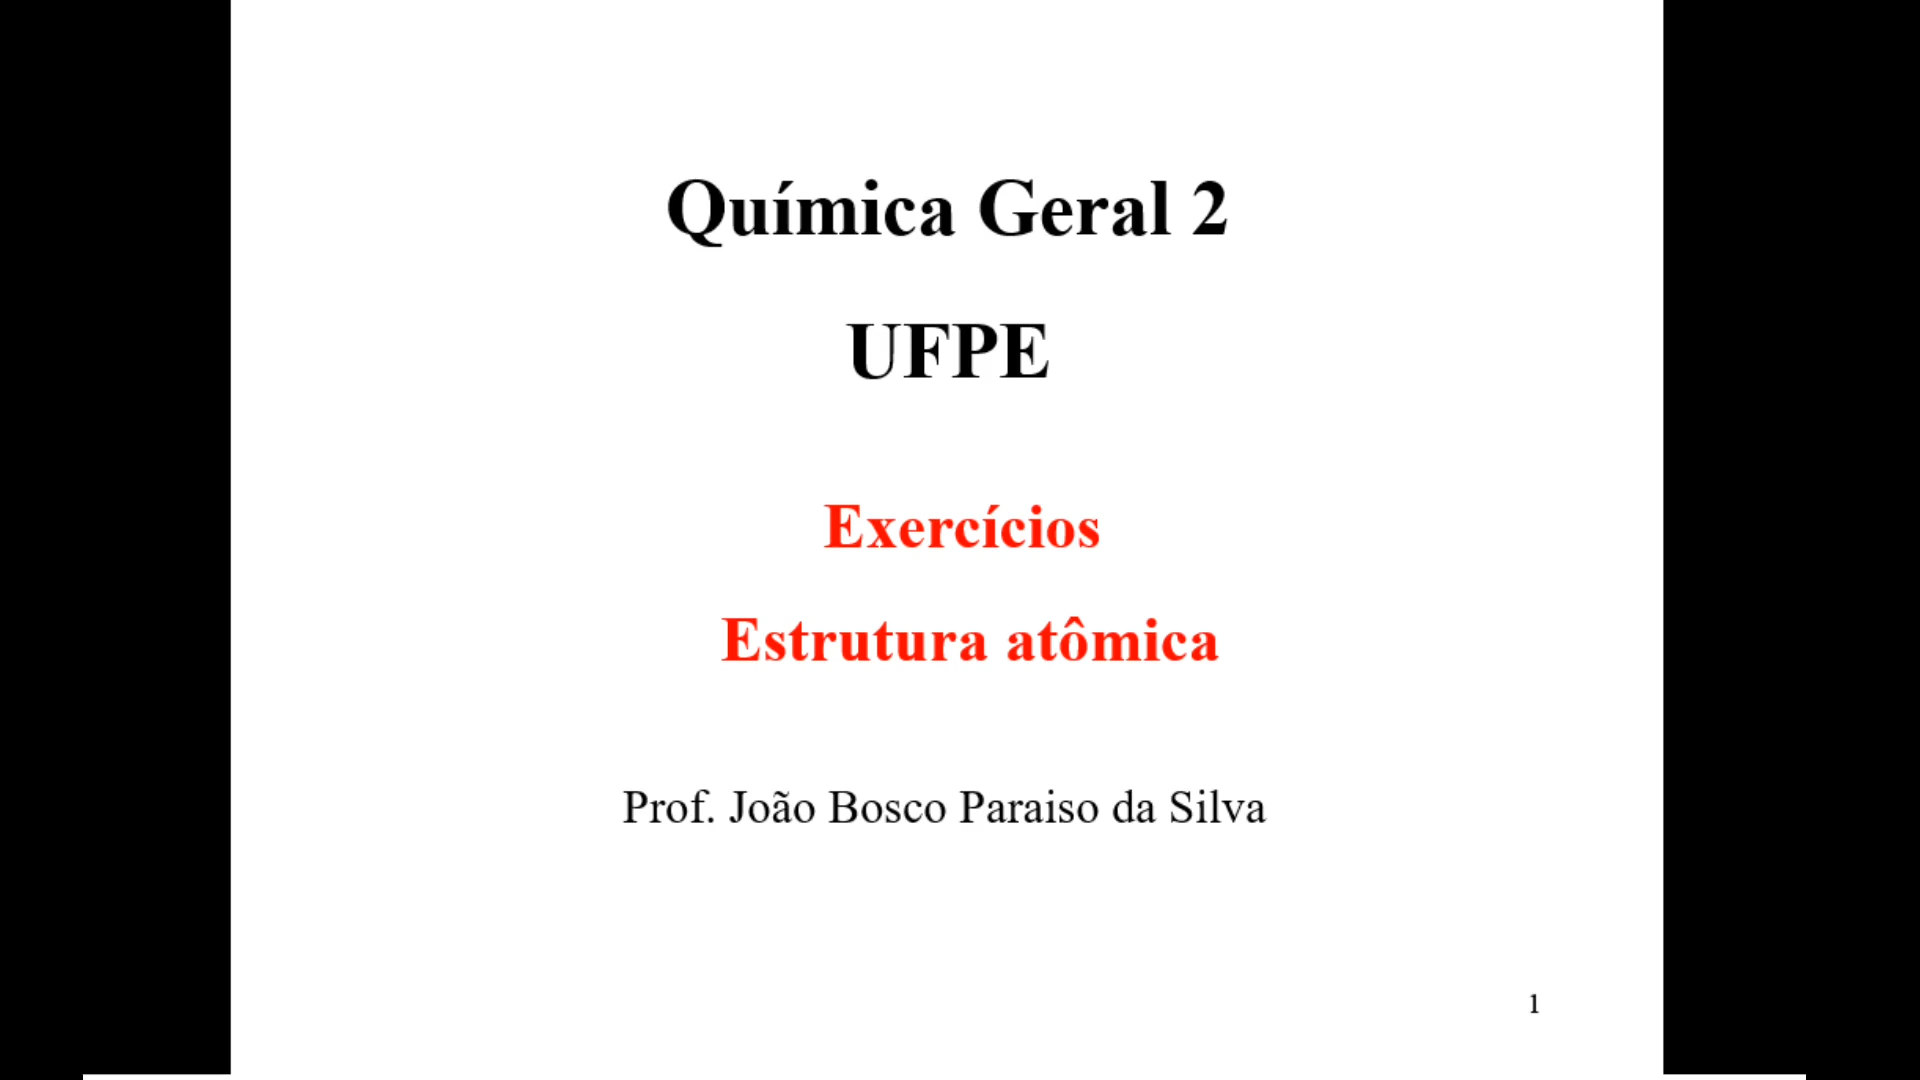 Química Geral 2
UFPE
Exercícios
Estrutura atômica
Prof. João Bosco Paraiso da Silva
1